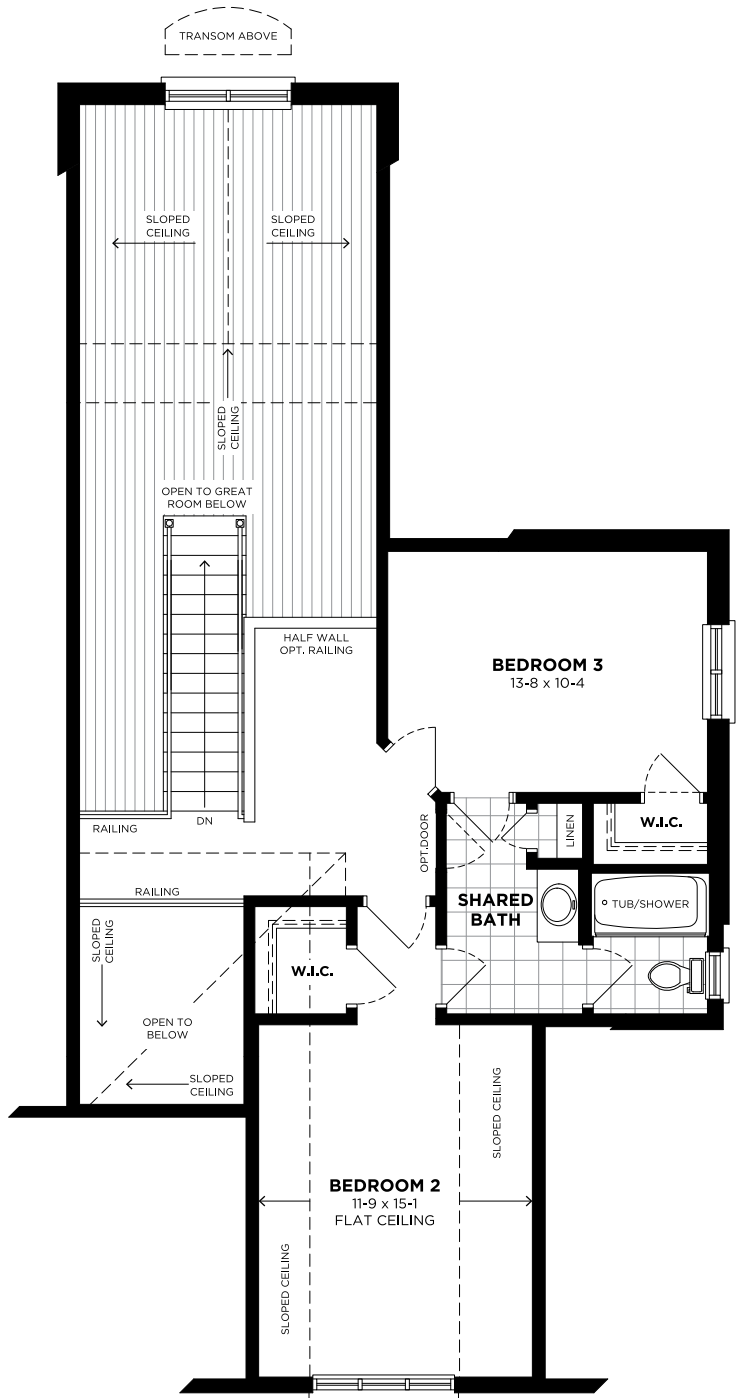 TRANSOM ABOVE
SLOPED
CEILING
SLOPED
CEILING
SLOPED
CEILING
OPEN TO GREAT
ROOM BELOW
HALF WALL
OPT. RAILING
BEDROOM 3
13-8 x 10-4
RAILING
DN
OPT.DOOR
LINEN
W.I.C.
RAILING
SHARED
BATH
TUB/SHOWER
SLOPED
CEILING
W.I.C.
OPEN TO
BELOW
SLOPED
CEILING
SLOPED CEILING
BEDROOM 2
11-9 x 15-1
FLAT CEILING
SLOPED CEILING